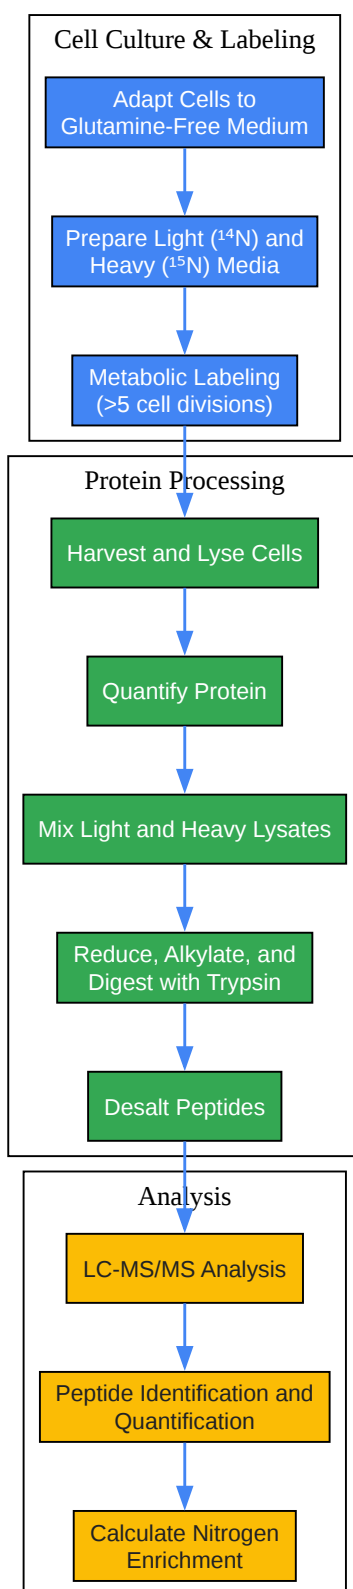 Cell Culture & Labeling
Adapt Cells to
Glutamine-Free Medium
Prepare Light (¹⁴N) and
Heavy (¹⁵N) Media
Metabolic Labeling
(>5 cell divisions)
Protein Processing
Harvest and Lyse Cells
Quantify Protein
Mix Light and Heavy Lysates
Reduce, Alkylate, and
Digest with Trypsin
Desalt Peptides
Analysis
LC-MS/MS Analysis
Peptide Identification and
Quantification
Calculate Nitrogen
Enrichment